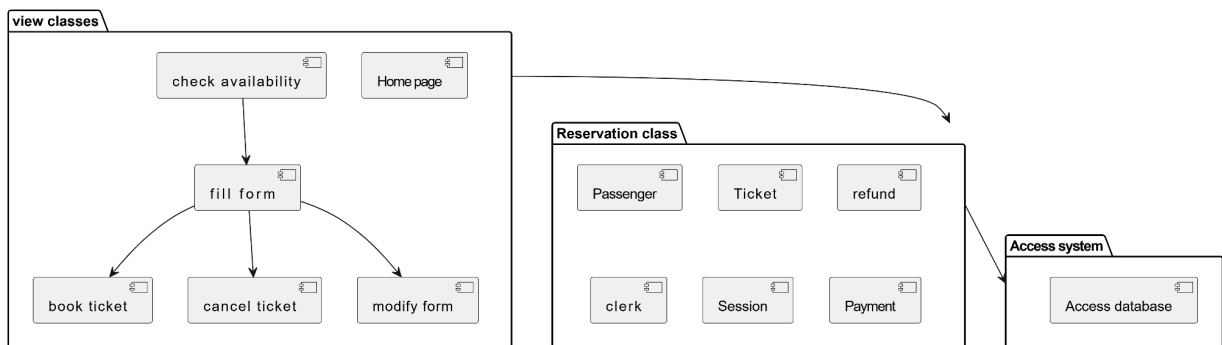 view classes
check availability
Home page
fill form
book ticket
cancel ticket
modify form
Reservation class
Passenger
Ticket
refund
clerk
Session
Payment
Access system
Access database